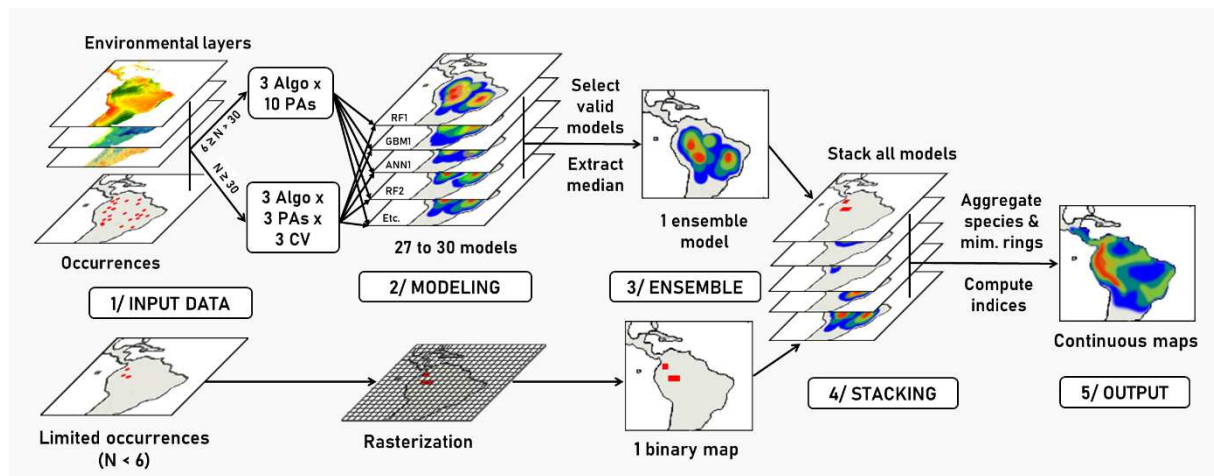 Environmental layers
6 ≥ N > 30
N ≥ 30
Occurrences
1/ INPUT DATA
3 Algo x
10 PAs
3 Algo x
3 PAs x
3 CV
RF1
GBM1
ANN1
RF2
Etc.
27 to 30 models
2/ MODELING
Select
valid
models
Extract
median
1 ensemble
model
3/ ENSEMBLE
Stack all models
4/ STACKING
Aggregate
species &
mim. rings
Compute
indices
Continuous maps
5/ OUTPUT
Limited occurrences
(N < 6)
Rasterization
1 binary map